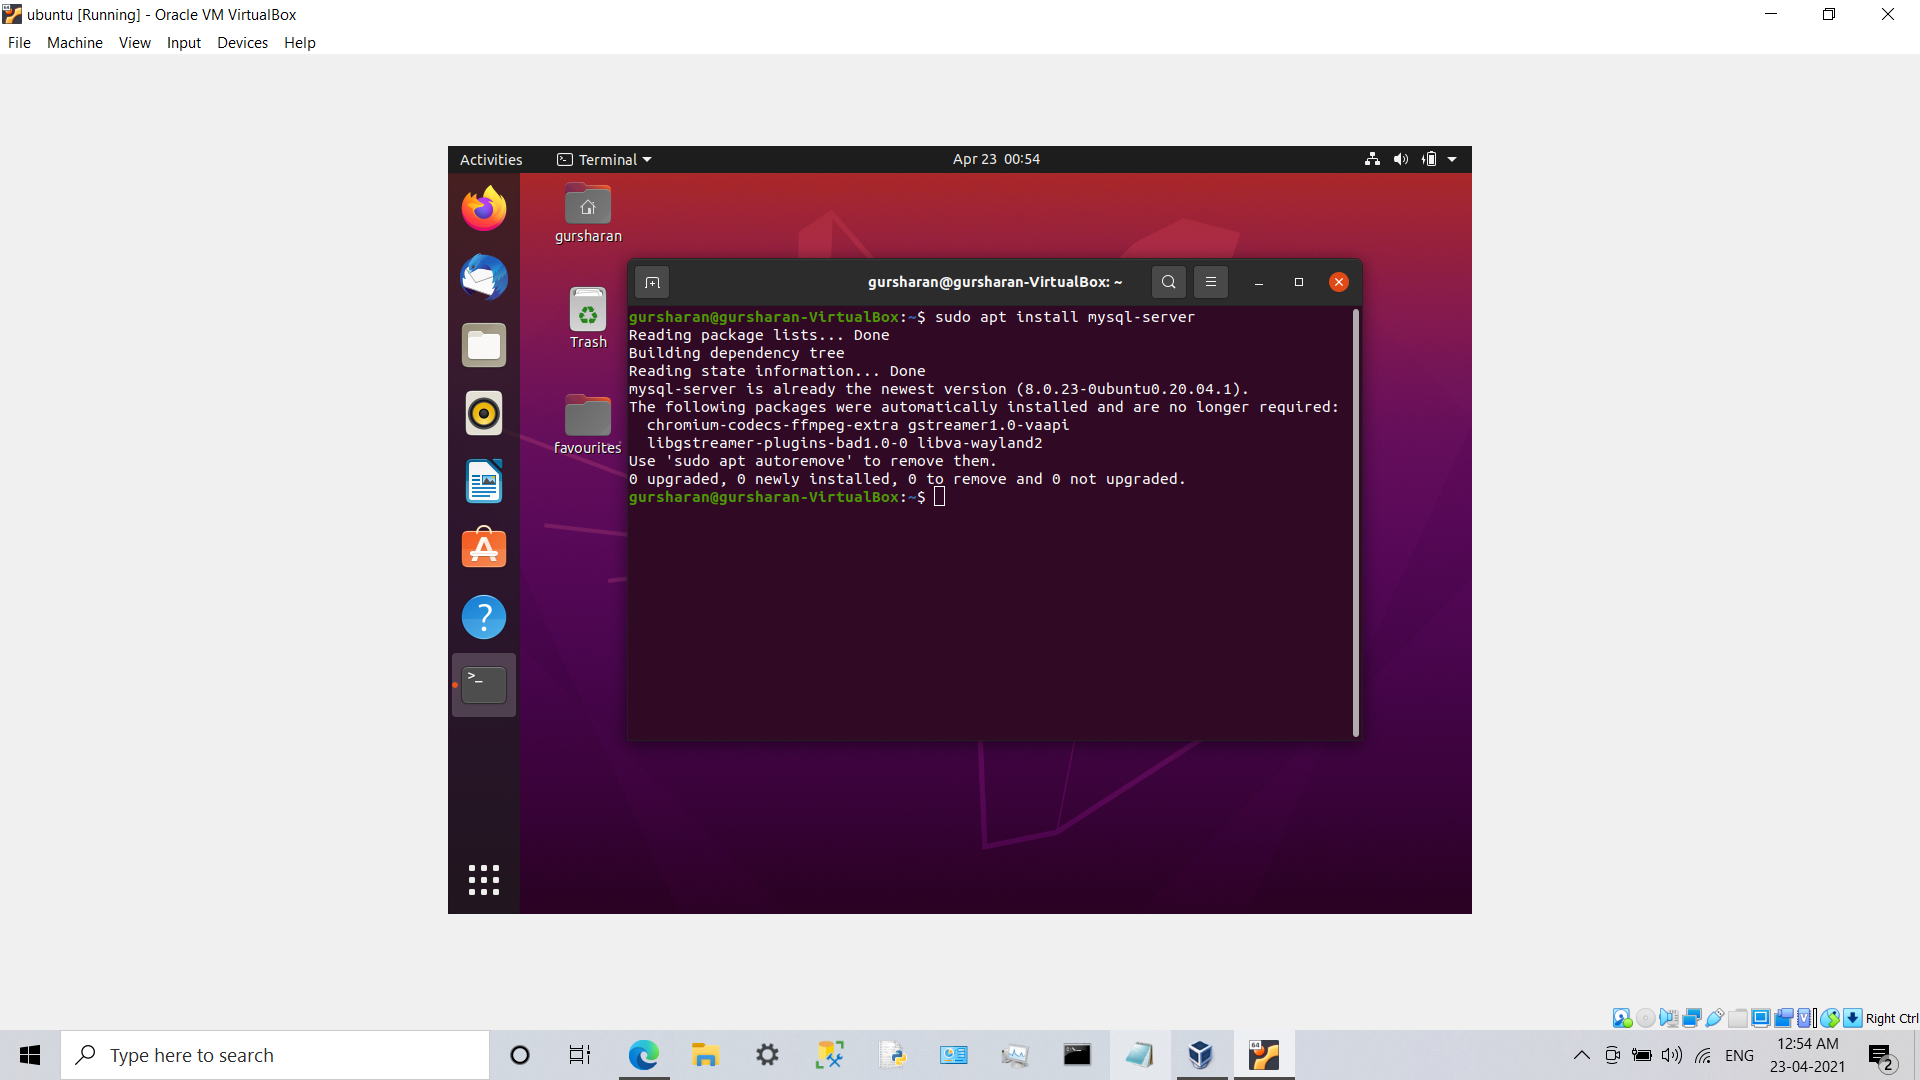 ubuntu [Running] - Oracle VM VirtualBox
File Machine View Input Devices Help
Activities Terminal Apr 23 00:54
gursharan
Trash
favourites
gursharan@gursharan-VirtualBox: ~
gursharan@gursharan-VirtualBox:~$ sudo apt install mysql-server
Reading package lists... Done
Building dependency tree
Reading state information... Done
mysql-server is already the newest version (8.0.23-0ubuntu0.20.04.1).
The following packages were automatically installed and are no longer required:
chromium-codecs-ffmpeg-extra gstreamer1.0-vaapi
libgstreamer-plugins-bad1.0-0 libva-wayland2
Use 'sudo apt autoremove' to remove them.
0 upgraded, 0 newly installed, 0 to remove and 0 not upgraded.
gursharan@gursharan-VirtualBox:~$
Right Ctrl
Type here to search
ENG
12:54 AM
23-04-2021
2